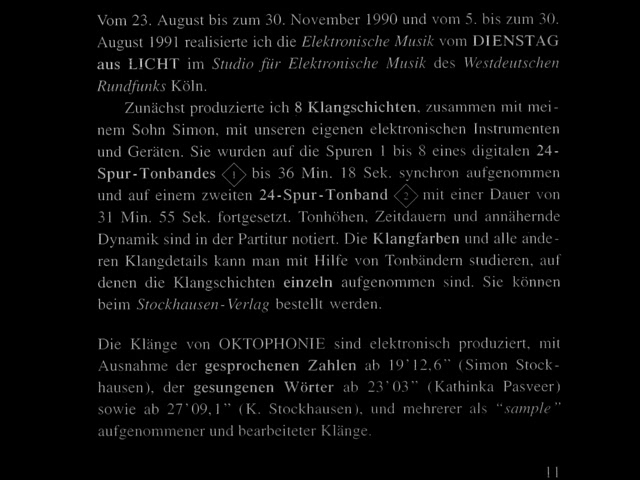 Vom 23. August bis zum 30. November 1990 und vom 5. bis zum 30.
August 1991 realisierte ich die Elektronische Musik vom DIENSTAG
aus LICHT im Studio für Elektronische Musik des Westdeutschen
Rundfunks Köln.
Zunächst produzierte ich 8 Klangschichten, zusammen mit mei-
nem Sohn Simon, mit unseren eigenen elektronischen Instrumenten
und Geräten. Sie wurden auf die Spuren 1 bis 8 eines digitalen 24-
Spur-Tonbandes 1 bis 36 Min. 18 Sek. synchron aufgenommen
und auf einem zweiten 24-Spur-Tonband 2 mit einer Dauer von
31 Min. 55 Sek. fortgesetzt. Tonhöhen, Zeitdauern und annähernde
Dynamik sind in der Partitur notiert. Die Klangfarben und alle ande-
ren Klangdetails kann man mit Hilfe von Tonbändern studieren, auf
denen die Klangschichten einzeln aufgenommen sind. Sie können
beim Stockhausen-Verlag bestellt werden.
Die Klänge von OKTOPHONIE sind elektronisch produziert, mit
Ausnahme der gesprochenen Zahlen ab 19'12,6" (Simon Stock-
hausen), der gesungenen Wörter ab 23'03" (Kathinka Pasveer)
sowie ab 27'09,1" (K. Stockhausen), und mehrerer als "sample"
aufgenommener und bearbeiteter Klänge.
11